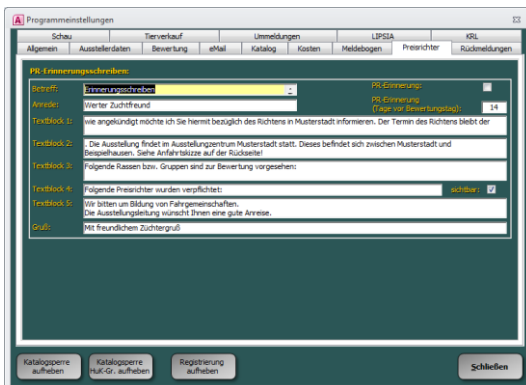 Programmeinstellungen
Schau Tierverkauf Ummeldungen LIPSIA KRL
Allgemein Ausstellerdaten Bewertung eMail Katalog Kosten Meldebogen Preisrichter Rückmeldungen
PR-Erinnerungsschreiben:
Betreff: Erinnerungsschreiben PR-Erinnerung:
Anrede: Werter Zuchtfreund PR-Erinnerung
(Tage vor Bewertungstag): 14
Textblock 1: wie angekündigt möchte ich Sie hiermit bezüglich des Richtens in Musterstadt informieren. Der Termin des Richtens bleibt der
Textblock 2: . Die Ausstellung findet im Ausstellungszentrum Musterstadt statt. Dieses befindet sich zwischen Musterstadt und
Beispielhausen. Siehe Anfahrtskizze auf der Rückseite!
Textblock 3: Folgende Rassen bzw. Gruppen sind zur Bewertung vorgesehen:
Textblock 4: Folgende Preisrichter wurden verpflichtet: sichtbar:
Textblock 5: Wir bitten um Bildung von Fahrgemeinschaften.
Die Ausstellungsleitung wünscht Ihnen eine gute Anreise.
Gruß: Mit freundlichem Züchtergruß
Katalogsperre aufheben
Katalogsperre HuK-Gr. aufheben
Registrierung aufheben
Schließen